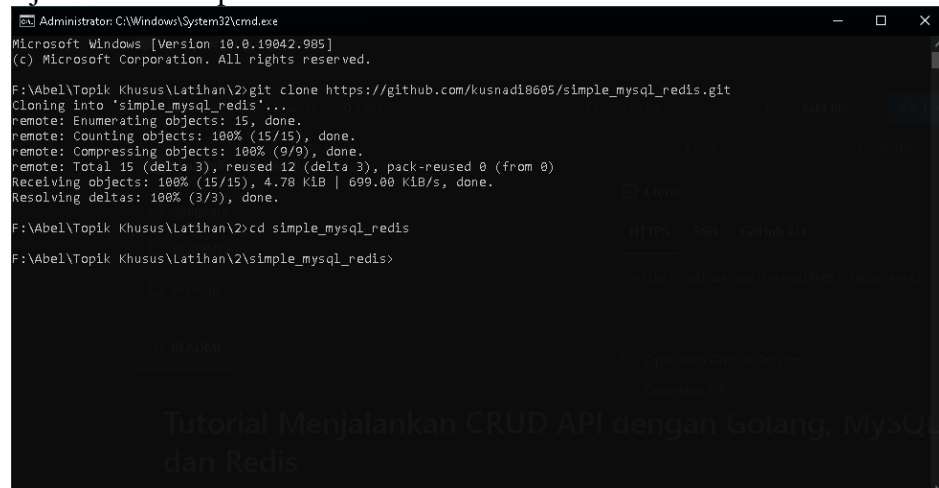 Administrator: C:\Windows\System32\cmd.exe
Microsoft Windows [Version 10.0.19042.985]
(c) Microsoft Corporation. All rights reserved.
F:\Abel\Topik Khusus\Latihan\2>git clone https://github.com/kusnadi8605/simple_mysql_redis.git
Cloning into 'simple_mysql_redis'...
remote: Enumerating objects: 15, done.
remote: Counting objects: 100% (15/15), done.
remote: Compressing objects: 100% (9/9), done.
remote: Total 15 (delta 3), reused 12 (delta 3), pack-reused 0 (from 0)
Receiving objects: 100% (15/15), 4.78 KiB | 699.00 KiB/s, done.
Resolving deltas: 100% (3/3), done.
F:\Abel\Topik Khusus\Latihan\2>cd simple_mysql_redis
F:\Abel\Topik Khusus\Latihan\2\simple_mysql_redis>
Add file
Clone
HTTPS SSH GitHub CLI
README
Open with GitHub Desktop
Download ZIP
Tutorial Menjalankan CRUD API dengan Golang, MySQL
dan Redis